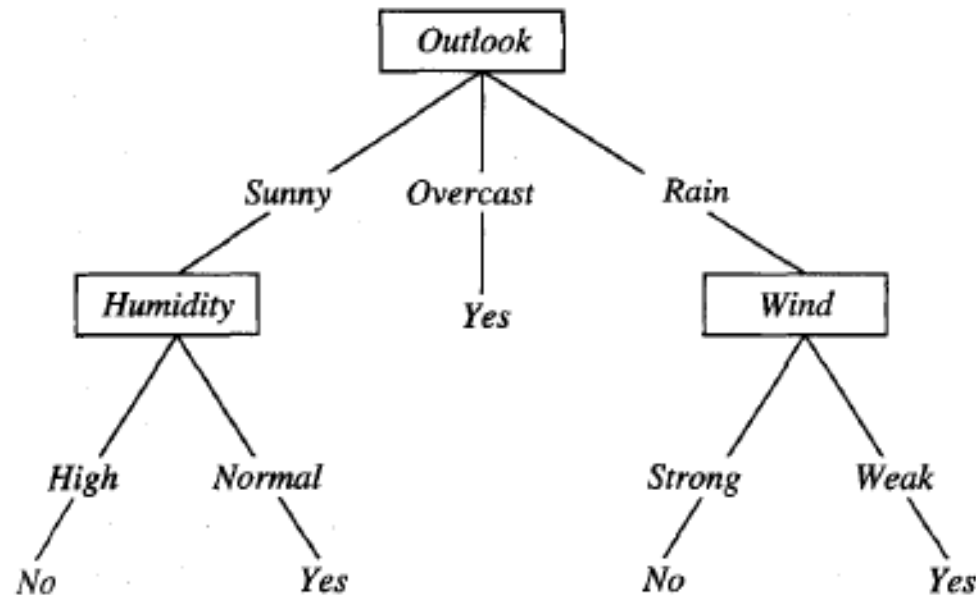 Outlook
Sunny Overcast Rain
Humidity Yes Wind
High Normal Strong Weak
No Yes No Yes